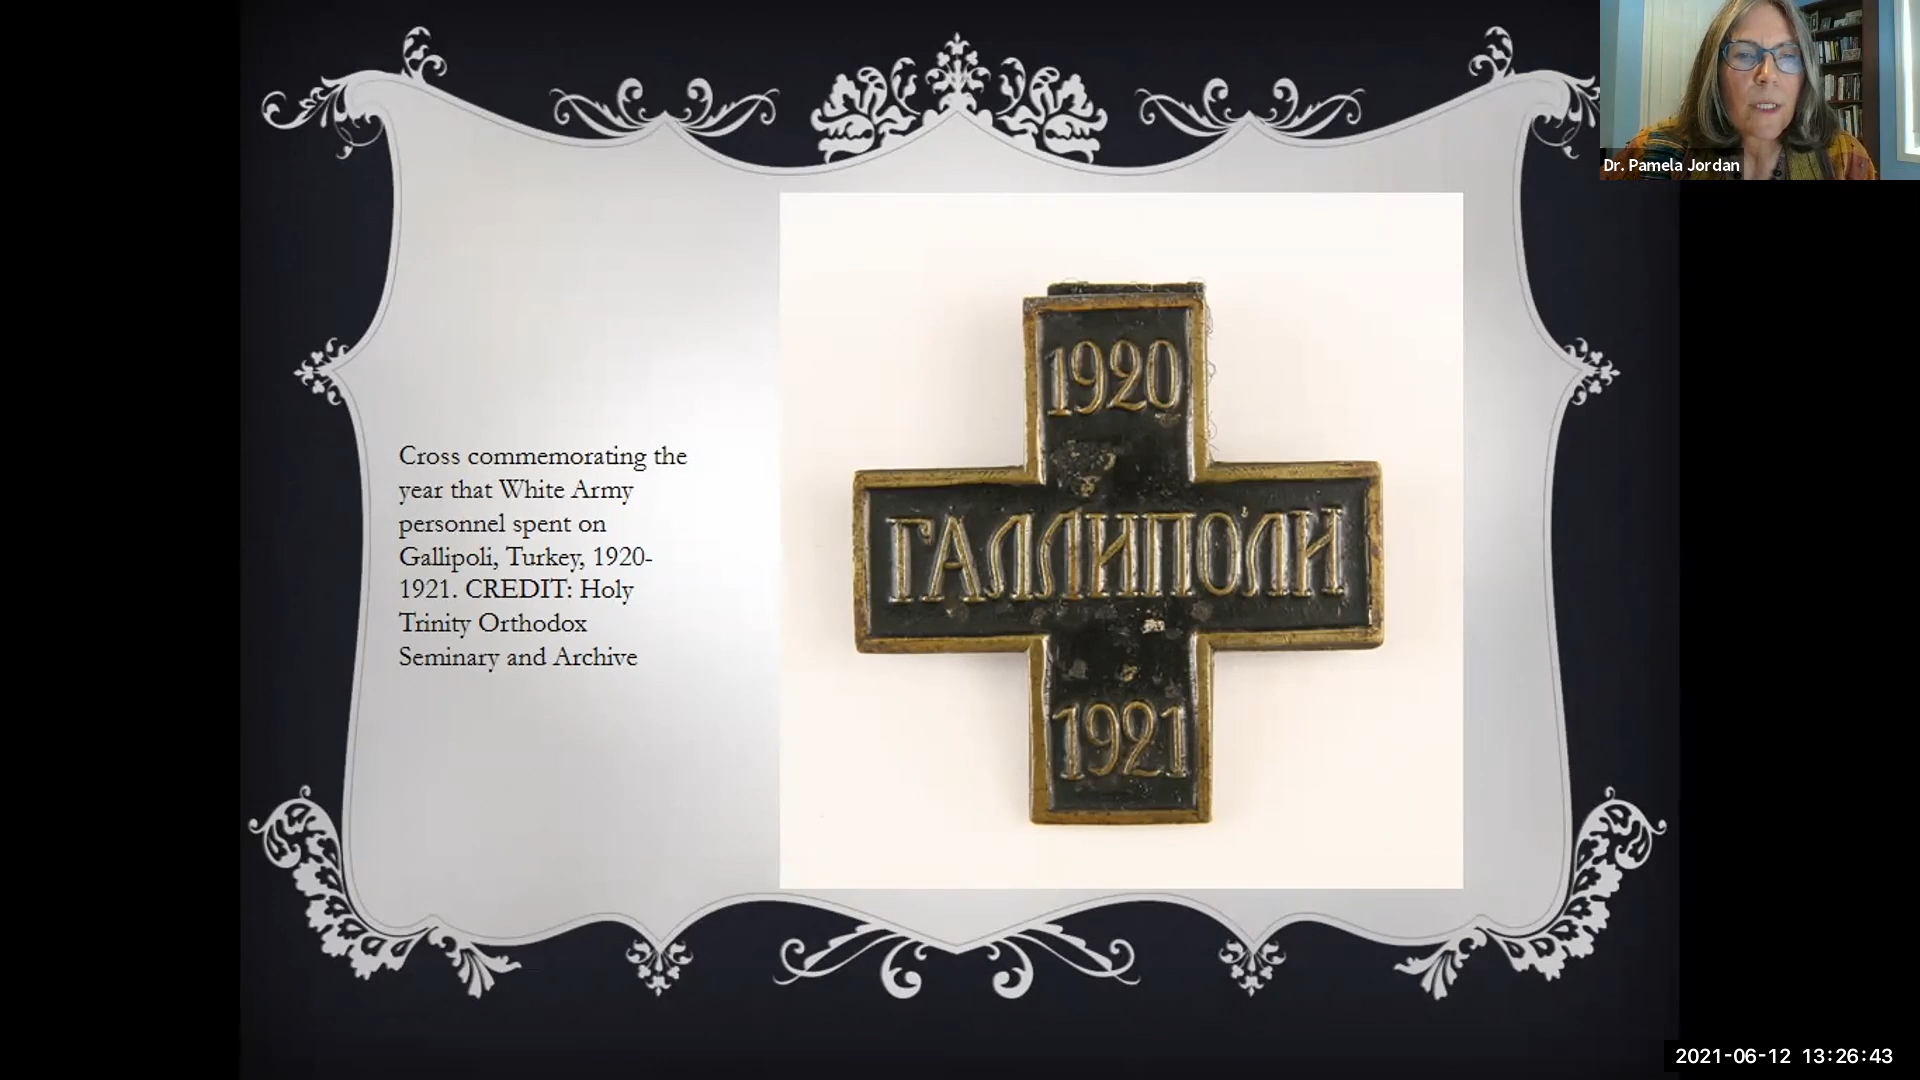 Dr. Pamela Jordan
Cross commemorating the
year that White Army
personnel spent on
Gallipoli, Turkey, 1920-
1921. CREDIT: Holy
Trinity Orthodox
Seminary and Archive
1920
ГАЛЛИПОЛИ
1921
2021-06-12 13:26:43